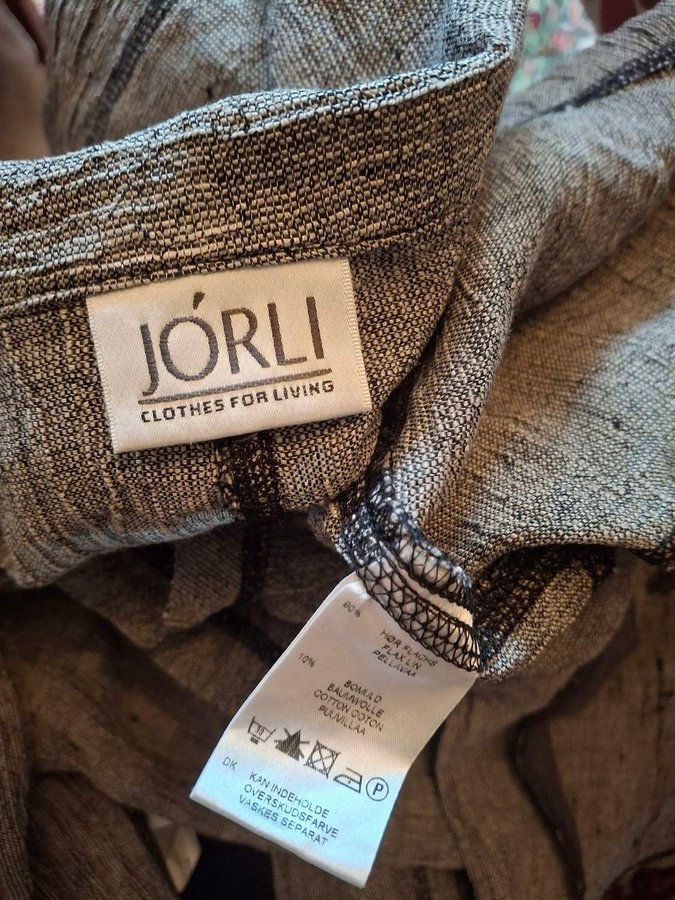 JÓRLI
CLOTHES FOR LIVING
HØR FLACHS
FLAX LIN
PELLAVAA
10%
BOMULD
BAUMWOLLE
COTTON COTON
PUUVILLAA
P
DK
KAN INDEHOLDE
OVERSKUDSFARVE
VASKES SEPARAT